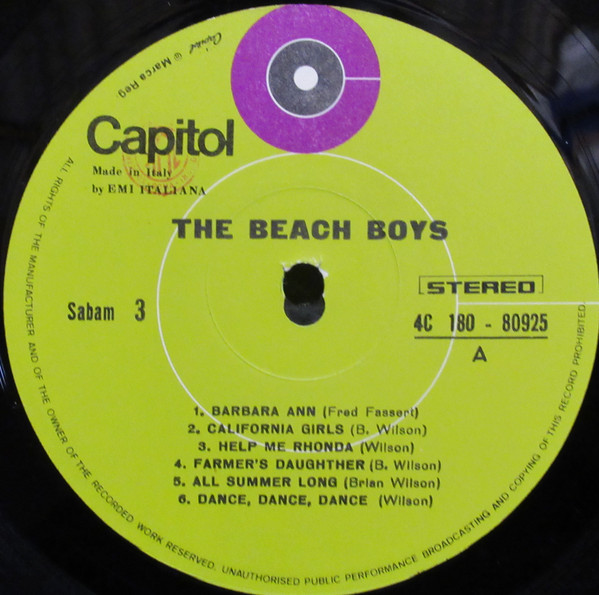 Capitol ® Marca Reg.
Capitol
Made in Italy
by EMI ITALIANA
THE BEACH BOYS
STEREO
Sabam 3
4C 180 - 80925
A
1. BARBARA ANN (Fred Fassert)
2. CALIFORNIA GIRLS (B. Wilson)
3. HELP ME RHONDA (Wilson)
4. FARMER'S DAUGHTHER (B. Wilson)
5. ALL SUMMER LONG (Brian Wilson)
6. DANCE, DANCE, DANCE (Wilson)
ALL RIGHTS OF THE MANUFACTURER AND OF THE OWNER OF THE RECORDED WORK RESERVED. UNAUTHORISED PUBLIC PERFORMANCE BROADCASTING AND COPYING OF THIS RECORD PROHIBITED.